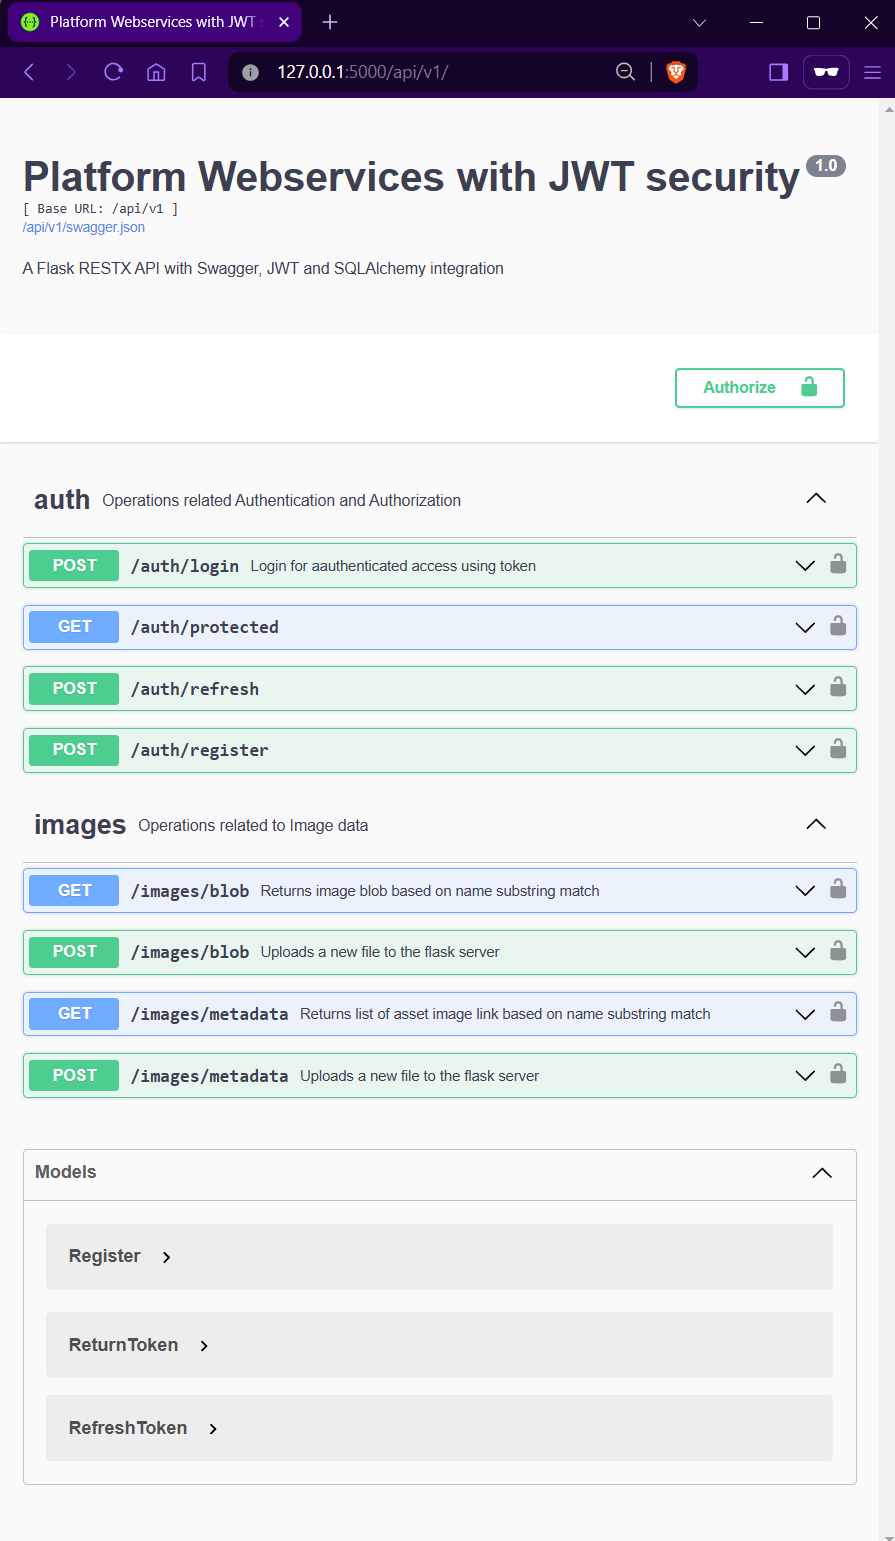 Platform Webservices with JWT
127.0.0.1:5000/api/v1/
Platform Webservices with JWT security 1.0
[ Base URL: /api/v1 ]
/api/v1/swagger.json
A Flask RESTX API with Swagger, JWT and SQLAlchemy integration
Authorize
auth Operations related Authentication and Authorization
POST /auth/login Login for aauthenticated access using token
GET /auth/protected
POST /auth/refresh
POST /auth/register
images Operations related to Image data
GET /images/blob Returns image blob based on name substring match
POST /images/blob Uploads a new file to the flask server
GET /images/metadata Returns list of asset image link based on name substring match
POST /images/metadata Uploads a new file to the flask server
Models
Register
ReturnToken
RefreshToken